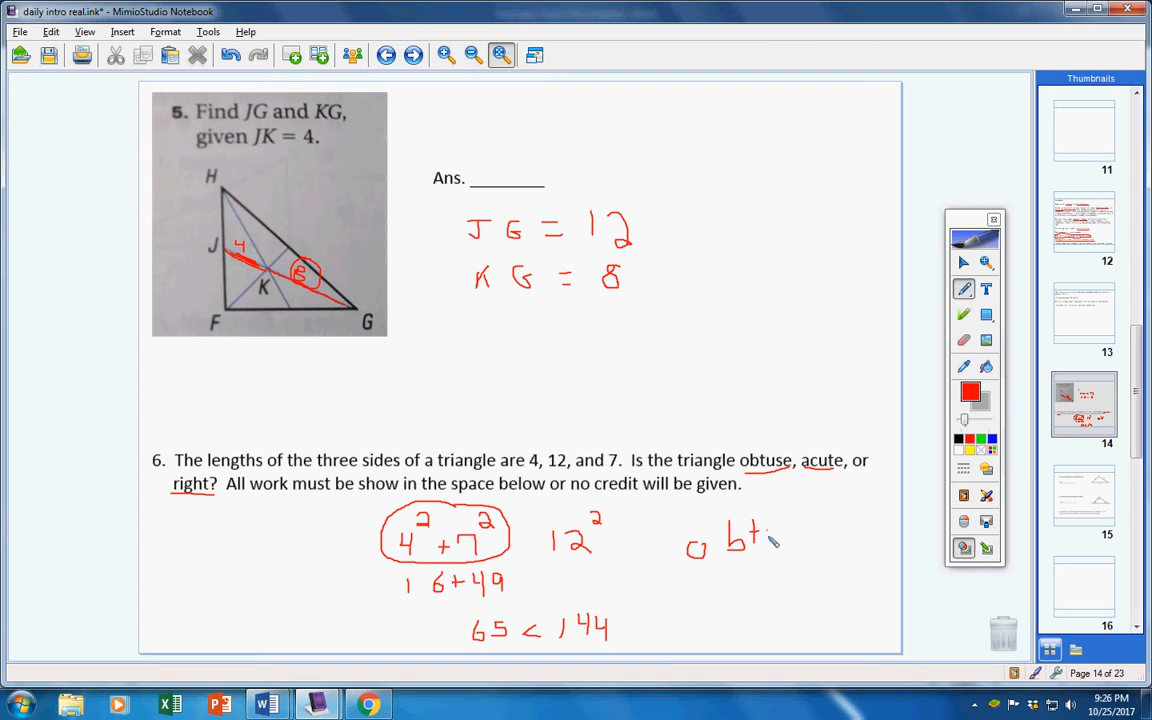 daily intro real.ink* - MimioStudio Notebook
File Edit View Insert Format Tools Help
Thumbnails
5. Find JG and KG,
given JK = 4.
H
J
4
8
K
F
G
Ans. ________
JG = 12
KG = 8
6. The lengths of the three sides of a triangle are 4, 12, and 7. Is the triangle obtuse, acute, or
right? All work must be show in the space below or no credit will be given.
4² + 7² 12²
16+49
65 < 144
obt
11
12
13
14
15
16
T
Page 14 of 23
9:26 PM
10/25/2017